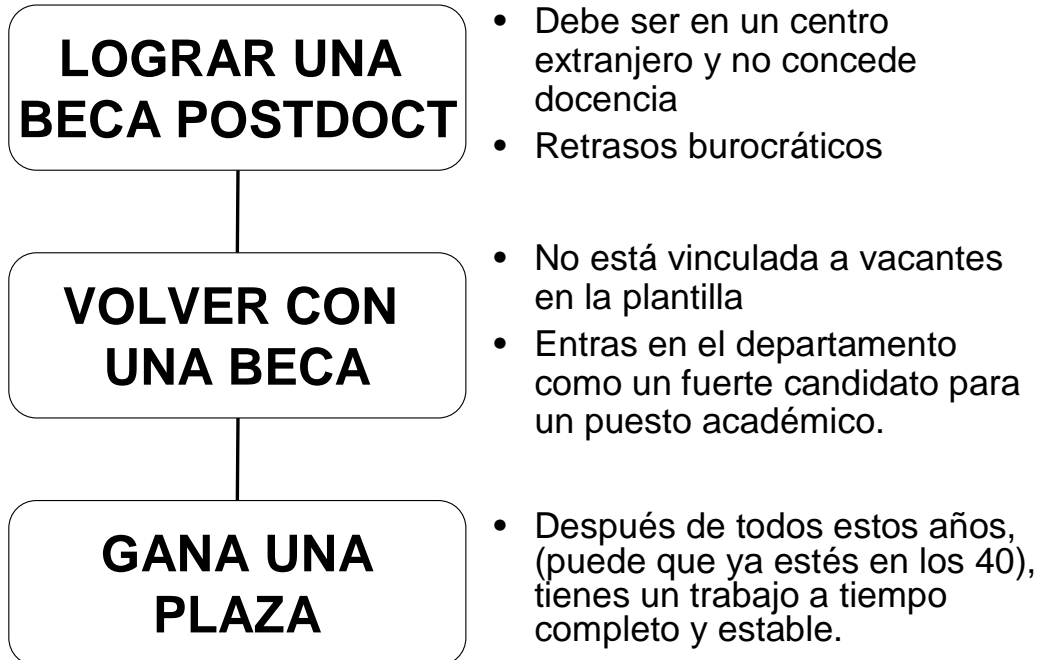 LOGRAR UNA
BECA POSTDOCT
• Debe ser en un centro
extranjero y no concede
docencia
• Retrasos burocráticos
VOLVER CON
UNA BECA
• No está vinculada a vacantes
en la plantilla
• Entras en el departamento
como un fuerte candidato para
un puesto académico.
GANA UNA
PLAZA
• Después de todos estos años,
(puede que ya estés en los 40),
tienes un trabajo a tiempo
completo y estable.